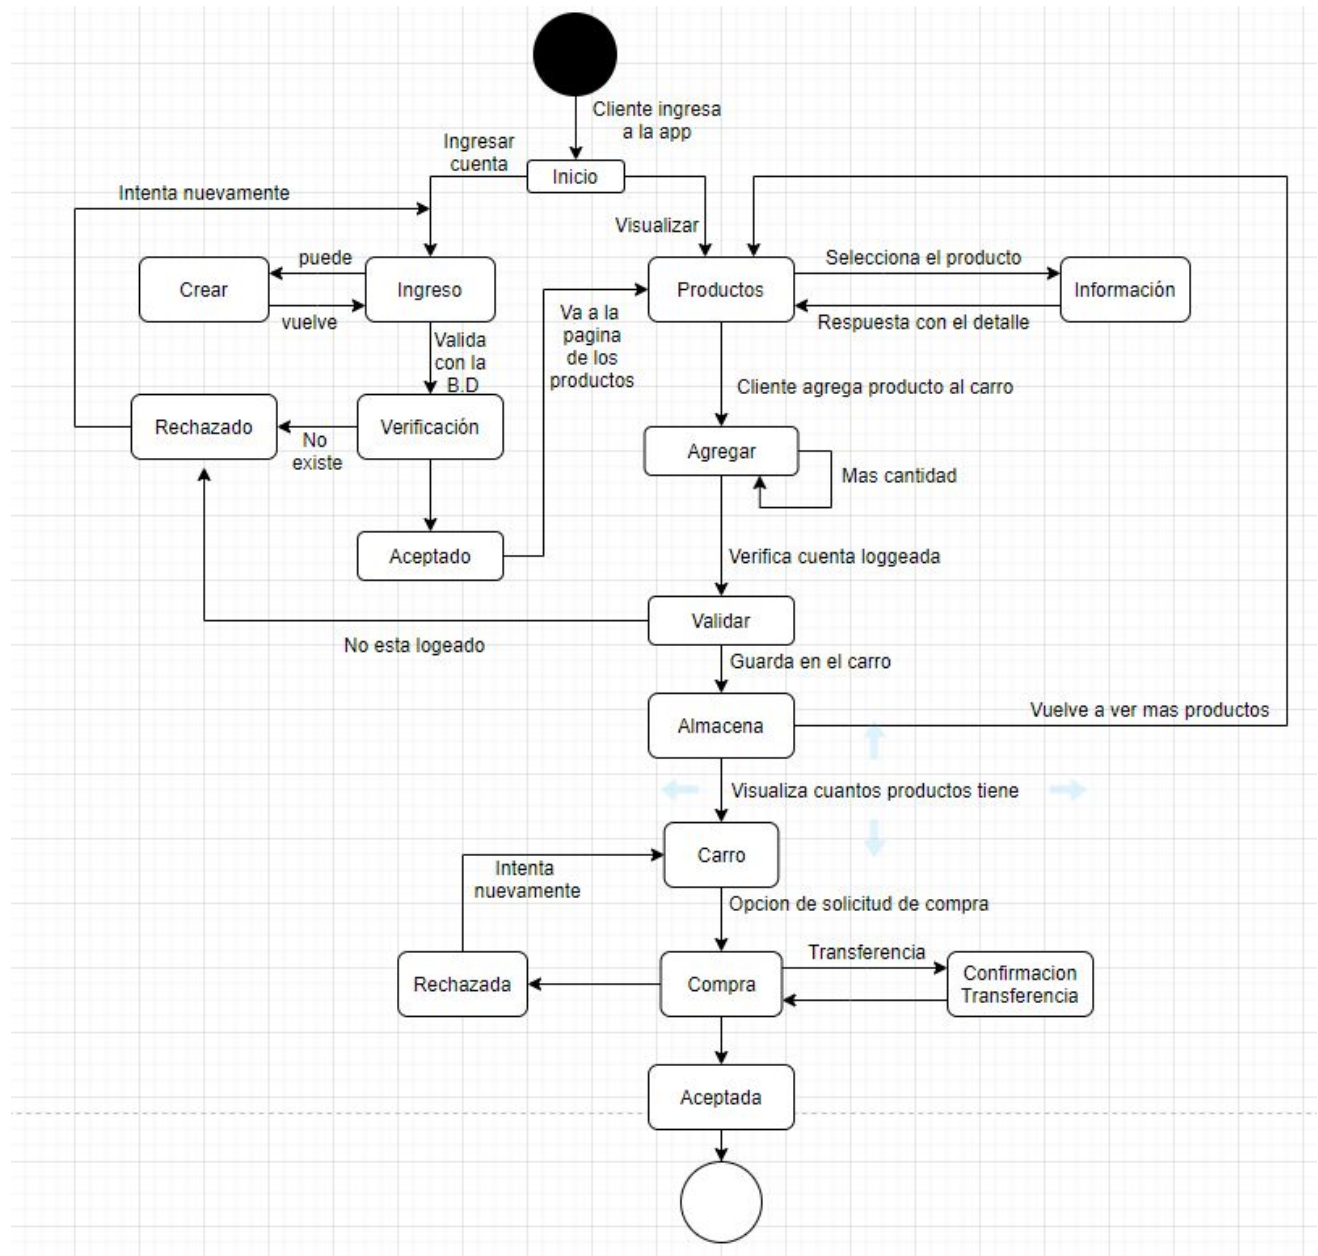 Cliente ingresa
a la app
Ingresar
cuenta
Inicio
Intenta nuevamente
Visualizar
puede
Selecciona el producto
Crear
Ingreso
Productos
Información
vuelve
Va a la
pagina
de los
productos
Respuesta con el detalle
Valida
con la
B.D
Cliente agrega producto al carro
Rechazado
Verificación
No
existe
Agregar
Mas cantidad
Aceptado
Verifica cuenta loggeada
Validar
No esta logeado
Guarda en el carro
Almacena
Vuelve a ver mas productos
Visualiza cuantos productos tiene
Carro
Intenta
nuevamente
Opcion de solicitud de compra
Transferencia
Rechazada
Compra
Confirmacion
Transferencia
Aceptada